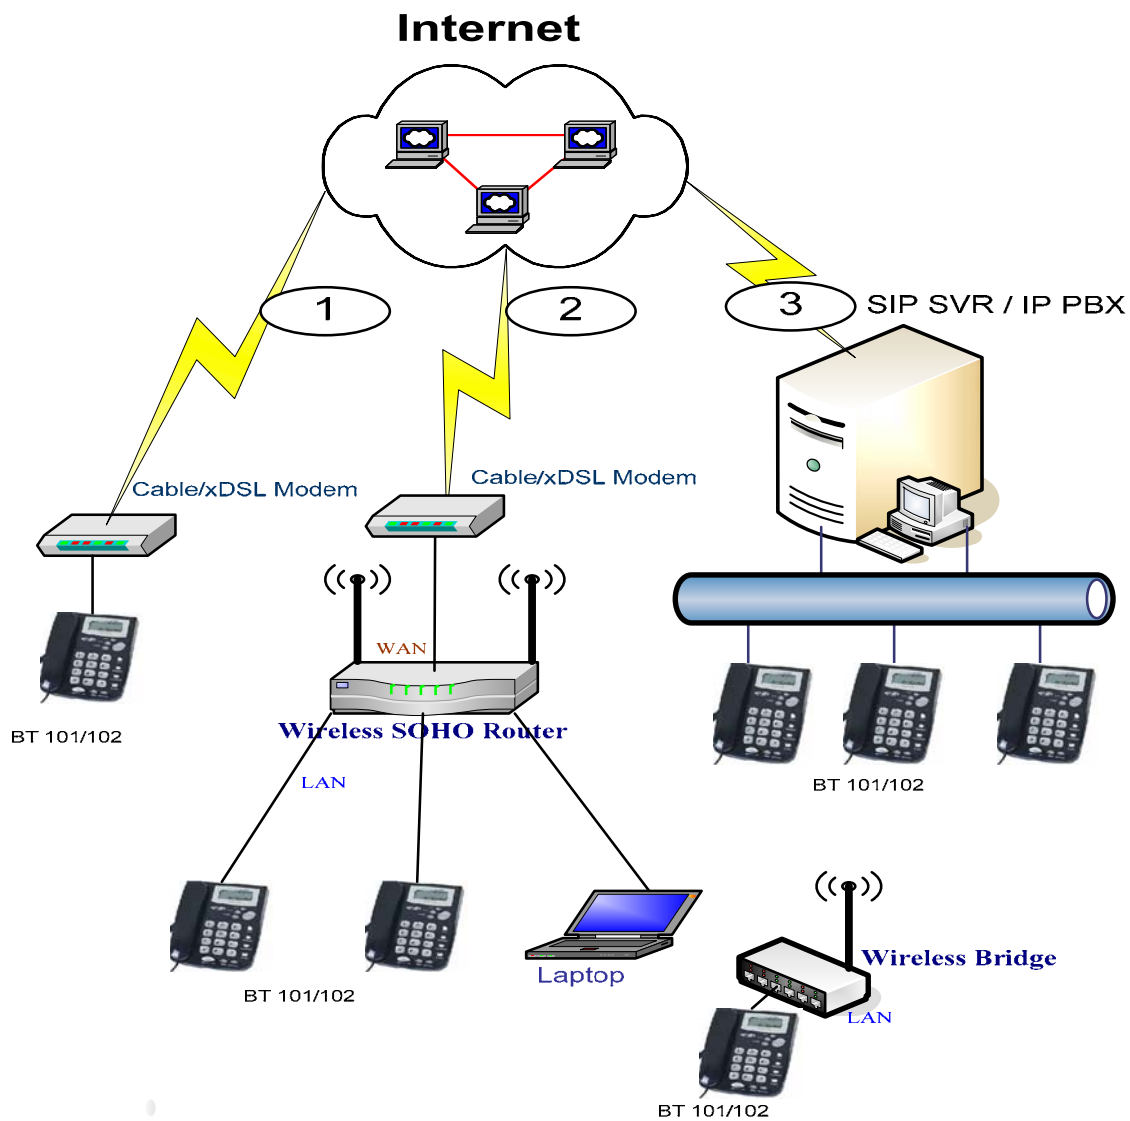 Internet
1
2
3
SIP SVR / IP PBX
Cable/xDSL Modem
Cable/xDSL Modem
WAN
BT 101/102
Wireless SOHO Router
LAN
BT 101/102
BT 101/102
Laptop
Wireless Bridge
LAN
BT 101/102